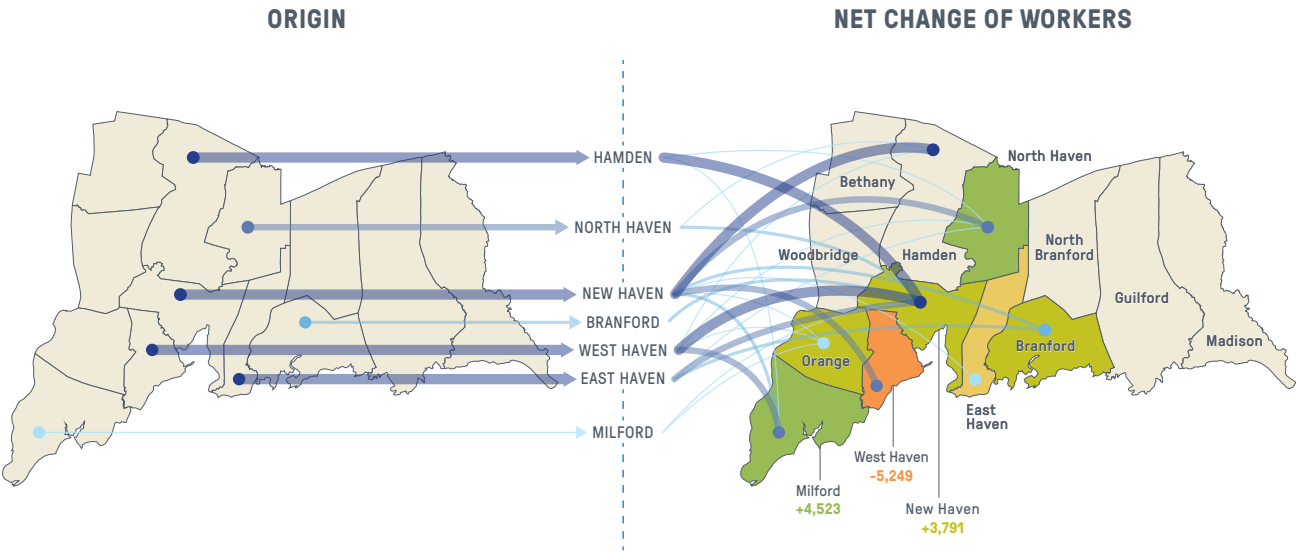 ORIGIN
NET CHANGE OF WORKERS
HAMDEN
NORTH HAVEN
NEW HAVEN
BRANFORD
WEST HAVEN
EAST HAVEN
MILFORD
North Haven
Bethany
Woodbridge
Hamden
North
Branford
Guilford
Madison
Orange
Branford
East
Haven
West Haven
-5,249
Milford
+4,523
New Haven
+3,791